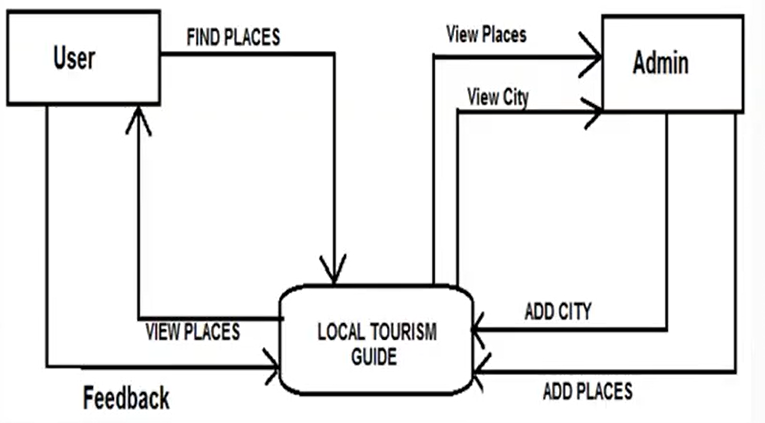 User
FIND PLACES
View Places
Admin
View City
VIEW PLACES
LOCAL TOURISM
GUIDE
ADD CITY
Feedback
ADD PLACES